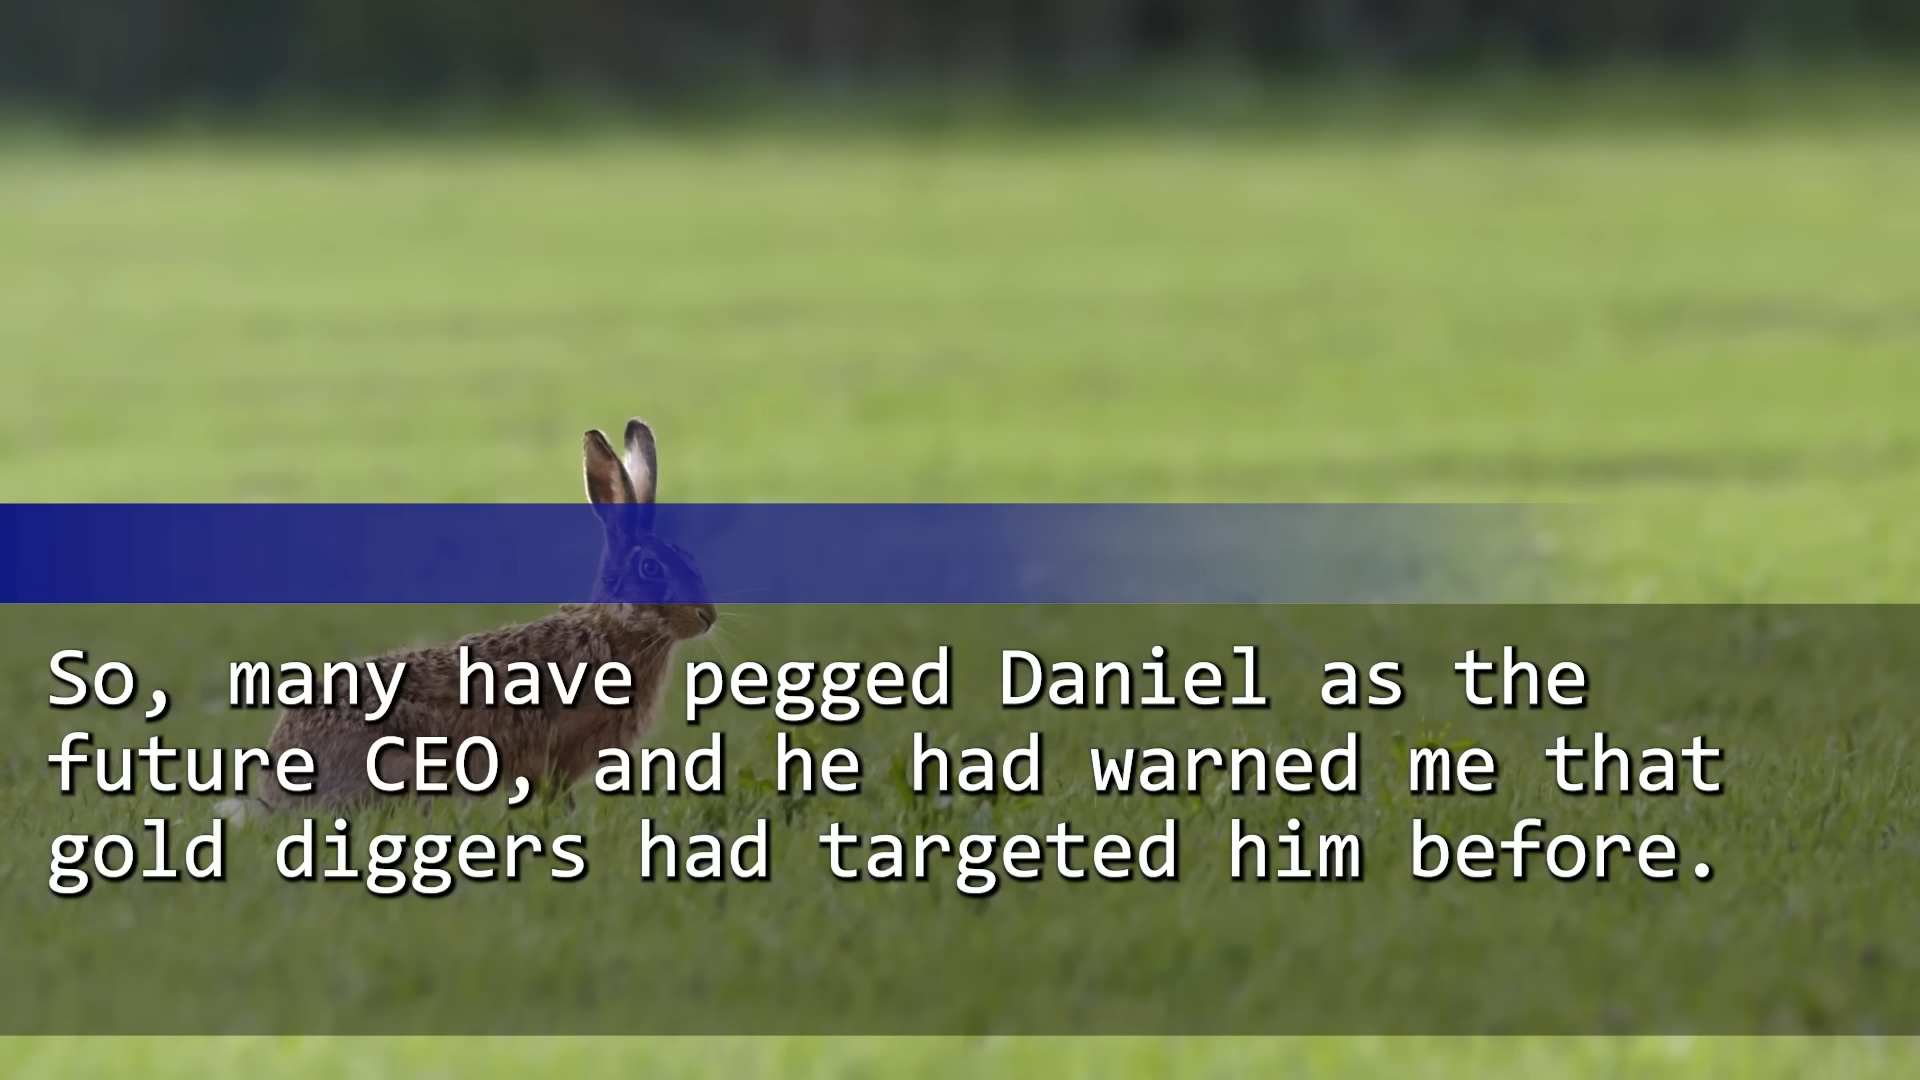 So, many have pegged Daniel as the
future CEO, and he had warned me that
gold diggers had targeted him before.